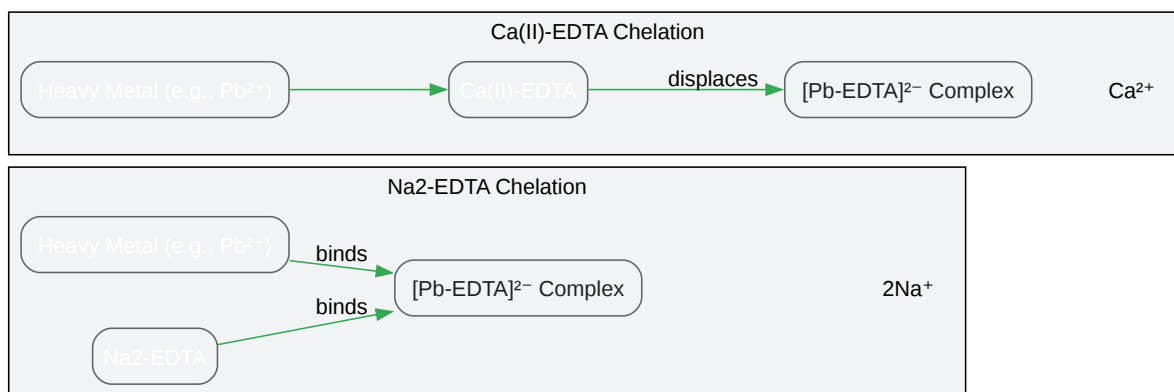 Ca(II)-EDTA Chelation
Heavy Metal (e.g., Pb²⁺)
Ca(II)-EDTA
displaces
[Pb-EDTA]²⁻ Complex
Ca²⁺
Na2-EDTA Chelation
Heavy Metal (e.g., Pb²⁺)
binds
[Pb-EDTA]²⁻ Complex
2Na⁺
binds
Na2-EDTA